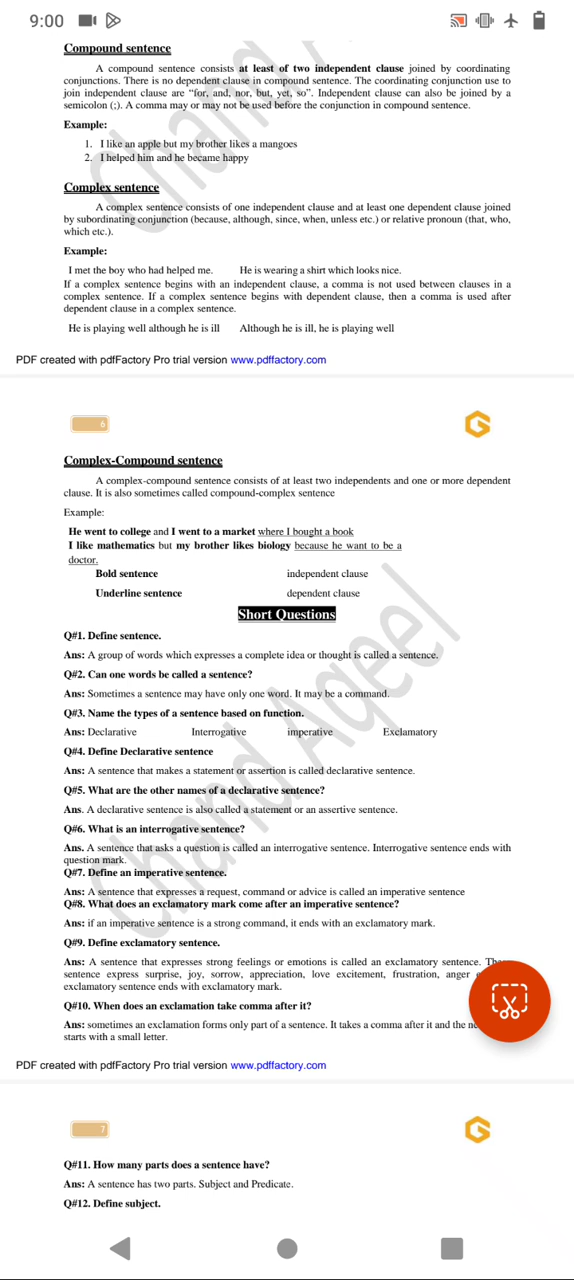 9:00
Compound sentence
A compound sentence consists at least of two independent clause joined by coordinating
conjunctions. There is no dependent clause in compound sentence. The coordinating conjunction use to
join independent clause are “for, and, nor, but, yet, so”. Independent clause can also be joined by a
semicolon (;). A comma may or may not be used before the conjunction in compound sentence.
Example:
1. I like an apple but my brother likes a mangoes
2. I helped him and he became happy
Complex sentence
A complex sentence consists of one independent clause and at least one dependent clause joined
by subordinating conjunction (because, although, since, when, unless etc.) or relative pronoun (that, who,
which etc.).
Example:
I met the boy who had helped me. He is wearing a shirt which looks nice.
If a complex sentence begins with an independent clause, a comma is not used between clauses in a
complex sentence. If a complex sentence begins with dependent clause, then a comma is used after
dependent clause in a complex sentence.
He is playing well although he is ill Although he is ill, he is playing well
PDF created with pdfFactory Pro trial version www.pdffactory.com
6
Complex-Compound sentence
A complex-compound sentence consists of at least two independents and one or more dependent
clause. It is also sometimes called compound-complex sentence
Example:
He went to college and I went to a market where I bought a book
I like mathematics but my brother likes biology because he want to be a
doctor.
Bold sentence independent clause
Underline sentence dependent clause
Short Questions
Q#1. Define sentence.
Ans: A group of words which expresses a complete idea or thought is called a sentence.
Q#2. Can one words be called a sentence?
Ans: Sometimes a sentence may have only one word. It may be a command.
Q#3. Name the types of a sentence based on function.
Ans: Declarative Interrogative imperative Exclamatory
Q#4. Define Declarative sentence
Ans: A sentence that makes a statement or assertion is called declarative sentence.
Q#5. What are the other names of a declarative sentence?
Ans. A declarative sentence is also called a statement or an assertive sentence.
Q#6. What is an interrogative sentence?
Ans. A sentence that asks a question is called an interrogative sentence. Interrogative sentence ends with
question mark.
Q#7. Define an imperative sentence.
Ans: A sentence that expresses a request, command or advice is called an imperative sentence
Q#8. What does an exclamatory mark come after an imperative sentence?
Ans: if an imperative sentence is a strong command, it ends with an exclamatory mark.
Q#9. Define exclamatory sentence.
Ans: A sentence that expresses strong feelings or emotions is called an exclamatory sentence.
sentence express surprise, joy, sorrow, appreciation, love excitement, frustration, anger
exclamatory sentence ends with exclamatory mark.
Q#10. When does an exclamation take comma after it?
Ans: sometimes an exclamation forms only part of a sentence. It takes a comma after it and the
starts with a small letter.
PDF created with pdfFactory Pro trial version www.pdffactory.com
7
Q#11. How many parts does a sentence have?
Ans: A sentence has two parts. Subject and Predicate.
Q#12. Define subject.
Chand Aqeel